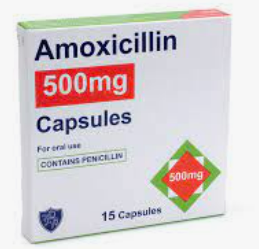 Amoxicillin
500mg
Capsules
For oral use
CONTAINS PENICILLIN
500mg
15 Capsules